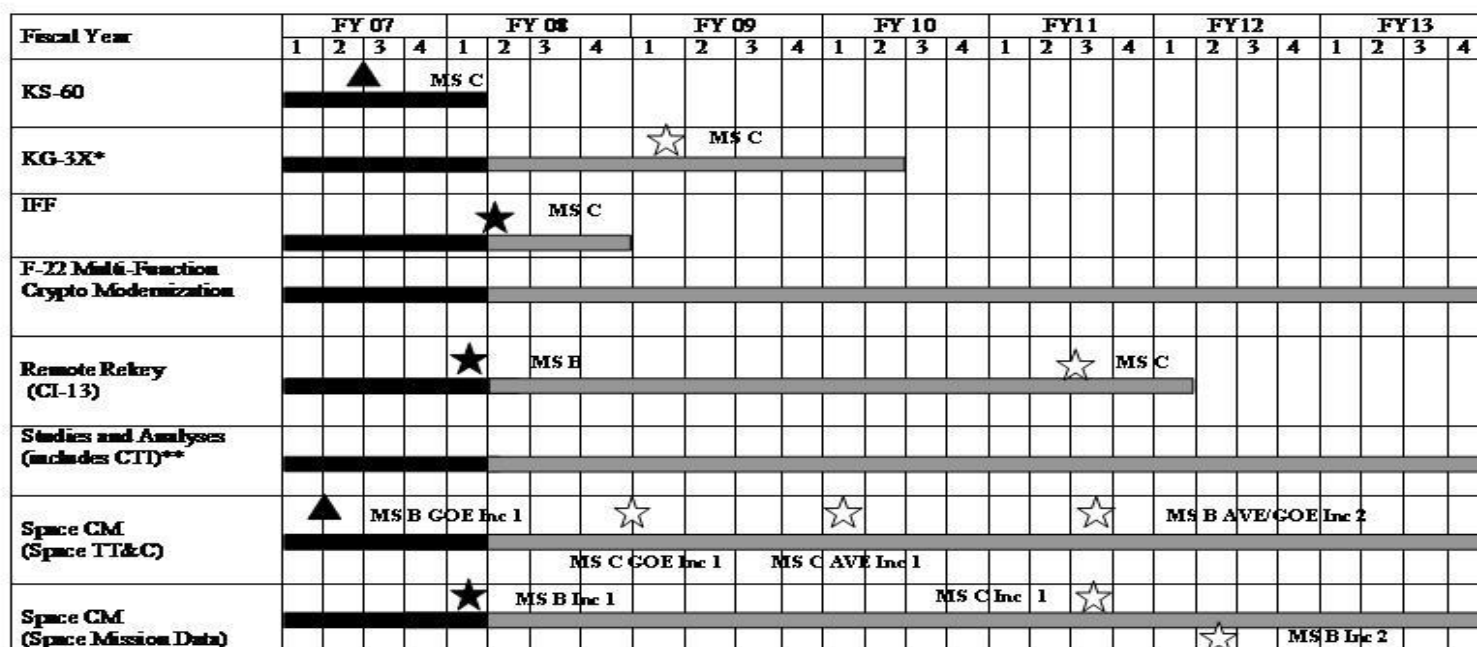 Fiscal Year FY 07 FY 08 FY 09 FY 10 FY11 FY12 FY13
1 2 3 4 1 2 3 4 1 2 3 4 1 2 3 4 1 2 3 4 1 2 3 4 1 2 3 4
KS-60 MS C
KG-3X* MS C
IFF MS C
F-22 Multi-Function
Crypto Modernization
Remote Rekey MS B MS C
(CI-13)
Studies and Analyses
(includes CTI)**
Space CM MS B GOE Inc 1 MS B AVE/GOE Inc 2
(Space TT&C)
MS C GOE Inc 1 MS C AVE Inc 1
Space CM MS B Inc 1 MS C Inc 1
(Space Mission Data) MS B Inc 2